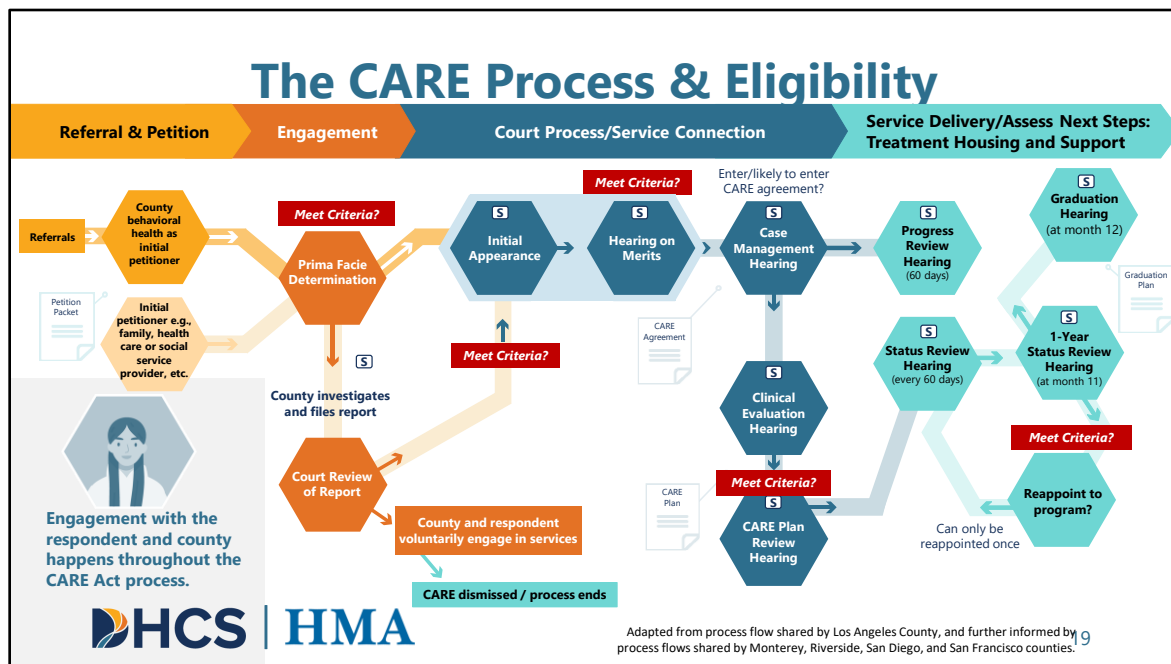 The CARE Process & Eligibility
Referral & Petition
Engagement
Court Process/Service Connection
Service Delivery/Assess Next Steps:
Treatment Housing and Support
Referrals
County
behavioral
health as
initial
petitioner
Petition
Packet
Initial
petitioner e.g.,
family, health
care or social
service
provider, etc.
Meet Criteria?
Prima Facie
Determination
S
County investigates
and files report
Court Review
of Report
County and respondent
voluntarily engage in services
CARE dismissed / process ends
Meet Criteria?
S
Initial
Appearance
Meet Criteria?
S
Hearing on
Merits
Enter/likely to enter
CARE agreement?
S
Case
Management
Hearing
CARE
Agreement
S
Clinical
Evaluation
Hearing
Meet Criteria?
CARE
Plan
S
CARE Plan
Review
Hearing
S
Progress
Review
Hearing
(60 days)
S
Status Review
Hearing
(every 60 days)
S
Graduation
Hearing
(at month 12)
Graduation
Plan
S
1-Year
Status Review
Hearing
(at month 11)
Meet Criteria?
Reappoint to
program?
Can only be
reappointed once
Engagement with the
respondent and county
happens throughout the
CARE Act process.
DHCS
HMA
Adapted from process flow shared by Los Angeles County, and further informed by
process flows shared by Monterey, Riverside, San Diego, and San Francisco counties.
19